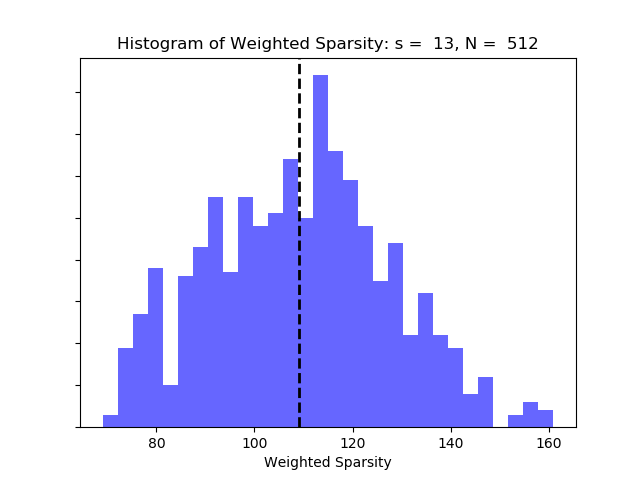 Histogram of Weighted Sparsity: s =  13, N =  512
80 100 120 140 160
Weighted Sparsity